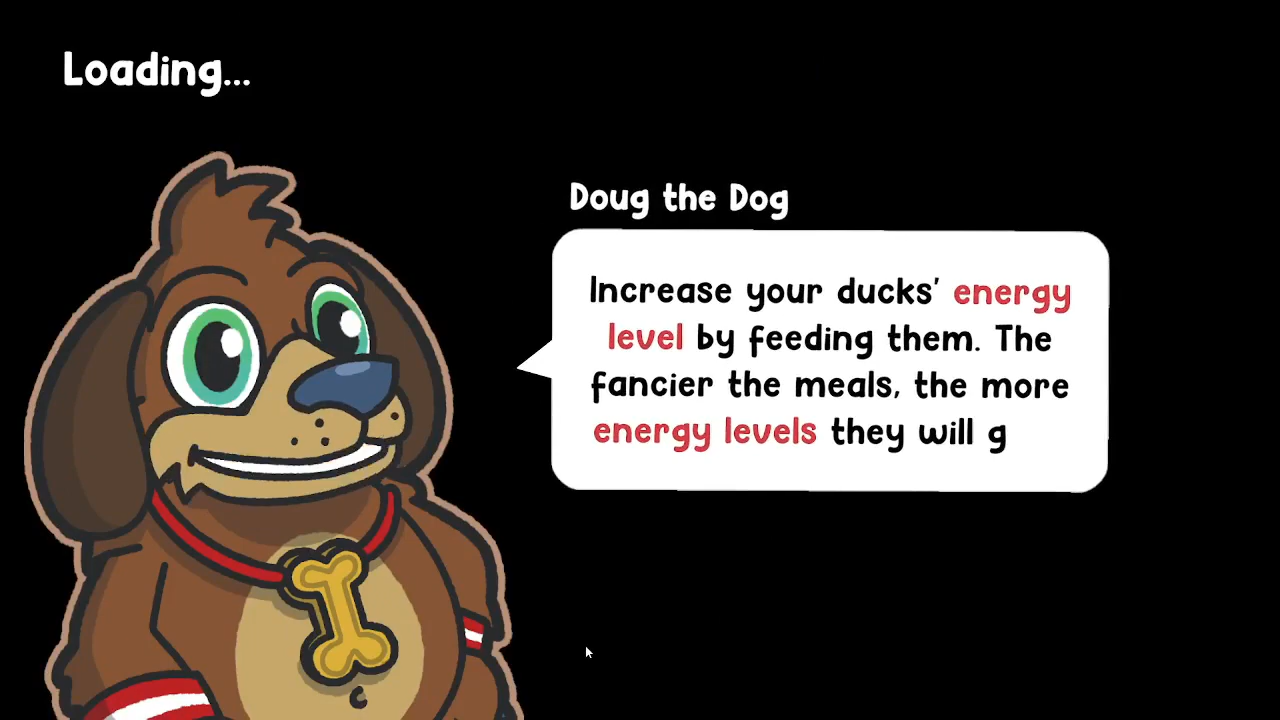 Loading...
Doug the Dog
Increase your ducks' energy
level by feeding them. The
fancier the meals, the more
energy levels they will g